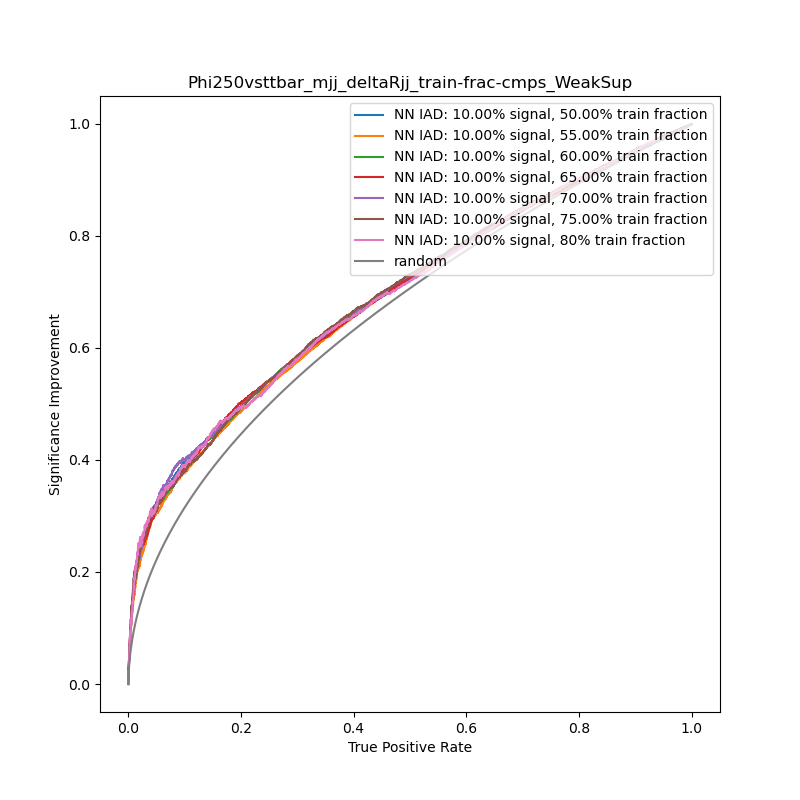 Phi250vsttbar_mjj_deltaRjj_train-frac-cmps_WeakSup
NN IAD: 10.00% signal, 50.00% train fraction
NN IAD: 10.00% signal, 55.00% train fraction
NN IAD: 10.00% signal, 60.00% train fraction
NN IAD: 10.00% signal, 65.00% train fraction
NN IAD: 10.00% signal, 70.00% train fraction
NN IAD: 10.00% signal, 75.00% train fraction
NN IAD: 10.00% signal, 80% train fraction
random
1.0
0.8
0.6
0.4
0.2
0.0
Significance Improvement
0.0 0.2 0.4 0.6 0.8 1.0
True Positive Rate